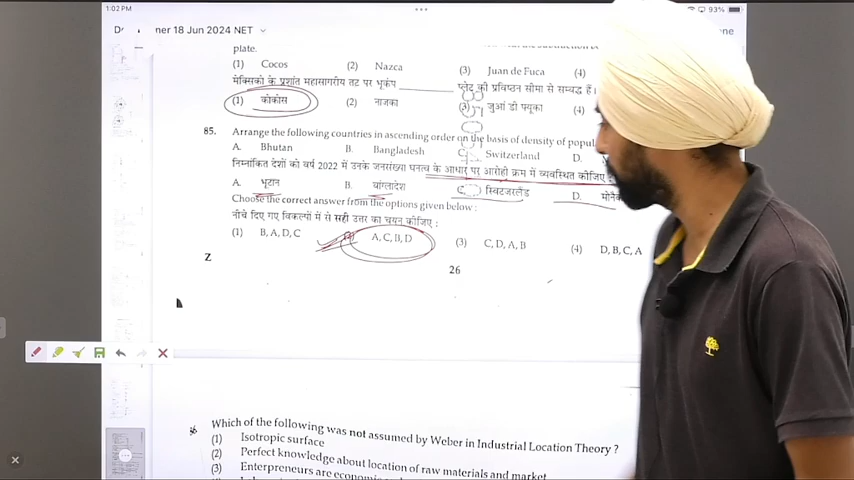 1:02 PM
93%
ner 18 Jun 2024 NET
plate.
(1) Cocos (2) Nazca (3) Juan de Fuca (4)
मेक्सिको के प्रशांत महासागरीय तट पर भूकंप ________ प्लेट की प्रविष्ठन सीमा से सम्बद्ध हैं।
(1) कोकोस (2) नाजका (3) जुआं डी फ्यूका (4)
85. Arrange the following countries in ascending order on the basis of density of popul
A. Bhutan B. Bangladesh C. Switzerland D.
निम्नांकित देशों को वर्ष 2022 में उनके जनसंख्या घनत्व के आधार पर आरोही क्रम में व्यवस्थित कीजिए
A. भूटान B. बांग्लादेश C. स्विटजरलैंड D.
Choose the correct answer from the options given below :
नीचे दिए गए विकल्पों में से सही उत्तर का चयन कीजिए :
(1) B, A, D, C (2) A, C, B, D (3) C, D, A, B (4) D, B, C, A
Z 26
Which of the following was not assumed by Weber in Industrial Location Theory ?
(1) Isotropic surface
(2) Perfect knowledge about location of raw materials and market
(3) Enterpreneurs are economic